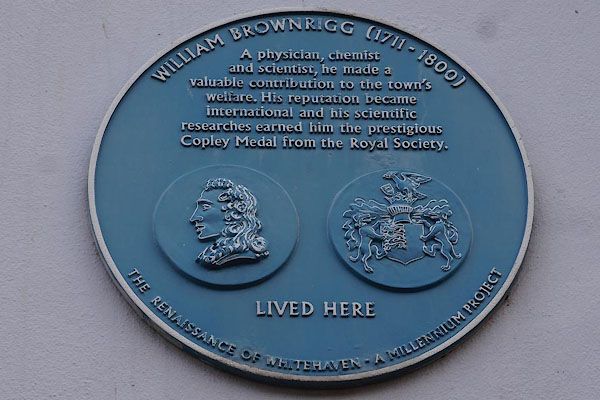 WILLIAM BROWNRIGG (1711 - 1800)
A physician, chemist
and scientist, he made a
valuable contribution to the town's
welfare. His reputation became
international and his scientific
researches earned him the prestigious
Copley Medal from the Royal Society.
LIVED HERE
THE RENAISSANCE OF WHITEHAVEN - A MILLENNIUM PROJECT